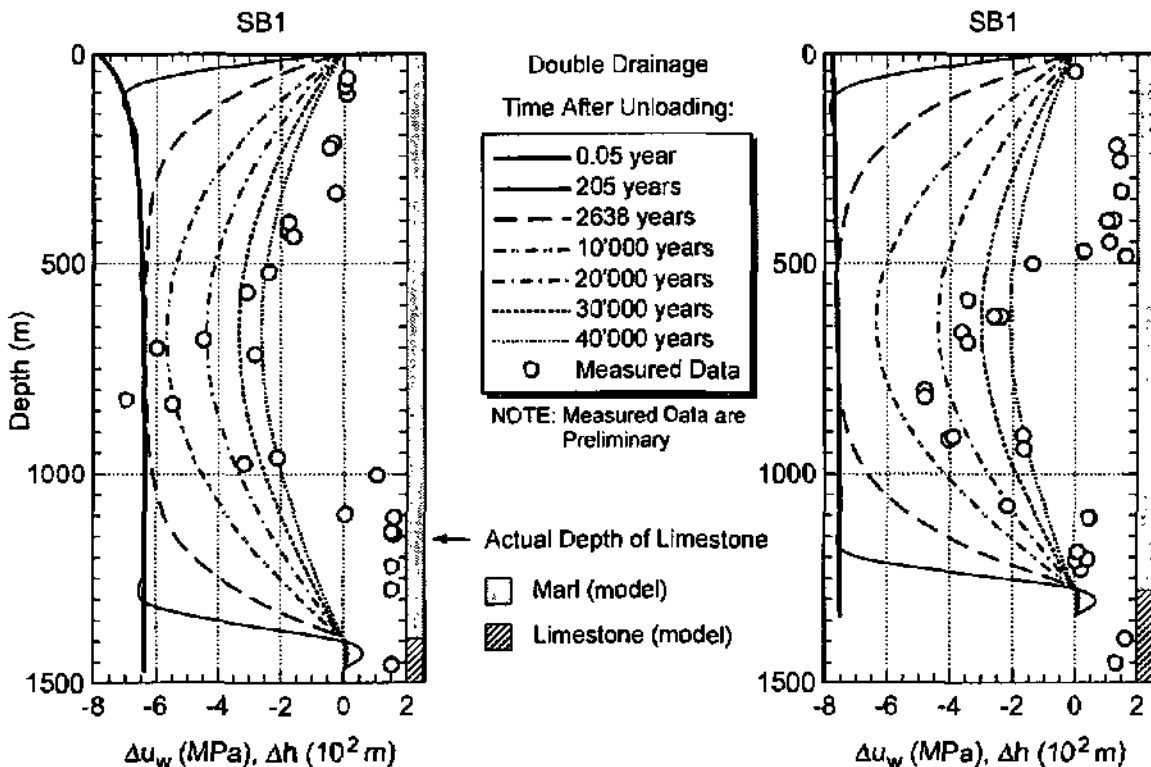 SB1
0
500
1000
1500
Depth (m)
-8 -6 -4 -2 0 2
Δu_w (MPa), Δh (10² m)
Double Drainage
Time After Unloading:
0.05 year
205 years
2638 years
10'000 years
20'000 years
30'000 years
40'000 years
Measured Data
NOTE: Measured Data are
Preliminary
Actual Depth of Limestone
Marl (model)
Limestone (model)
SB1
0
500
1000
1500
-8 -6 -4 -2 0 2
Δu_w (MPa), Δh (10² m)